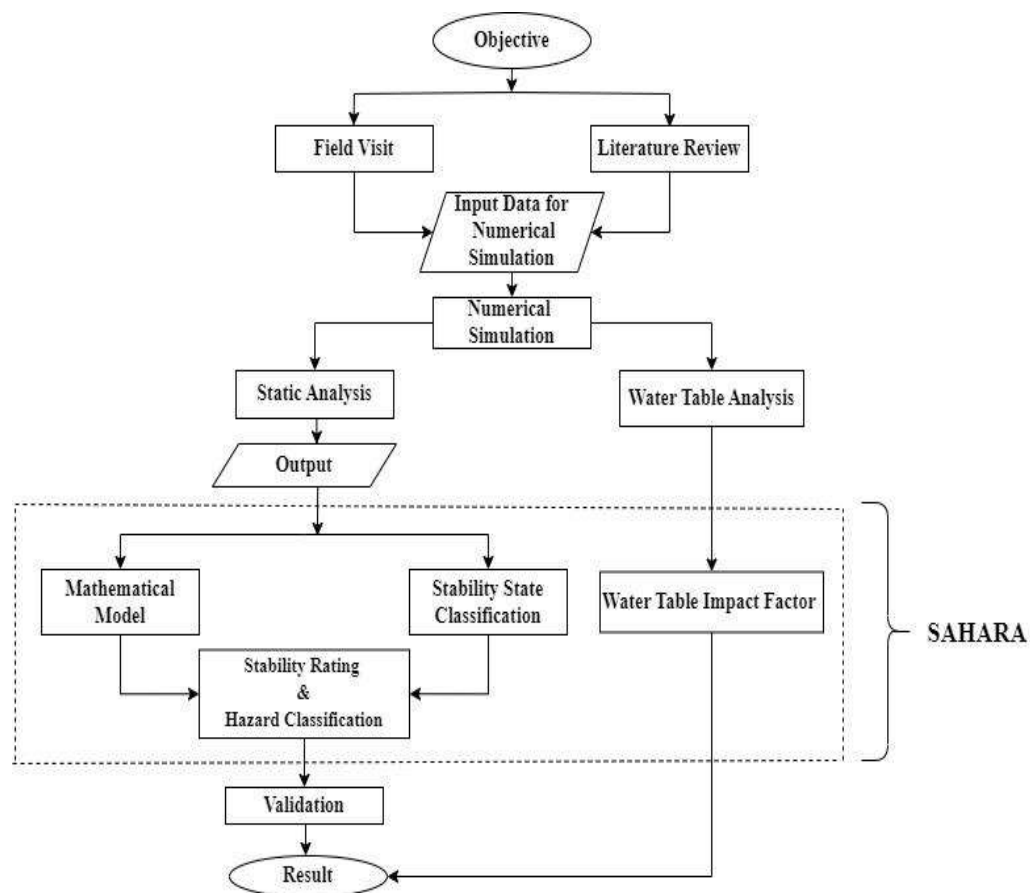 Objective
Field Visit
Literature Review
Input Data for
Numerical
Simulation
Numerical
Simulation
Static Analysis
Water Table Analysis
Output
Mathematical
Model
Stability State
Classification
Water Table Impact Factor
SAHARA
Stability Rating
&
Hazard Classification
Validation
Result